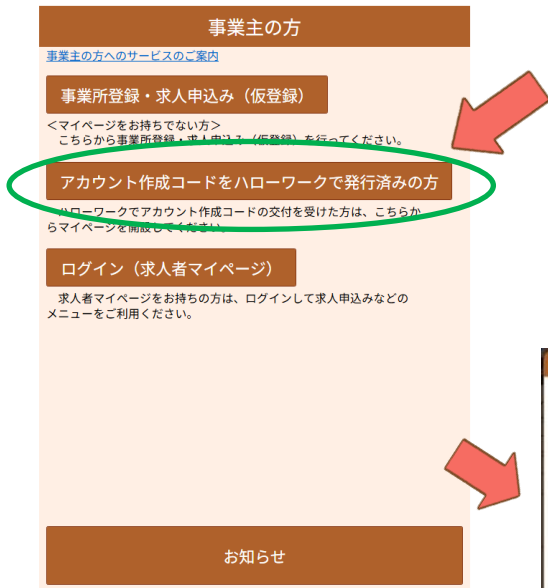 事業主の方
事業主の方へのサービスのご案内
事業所登録・求人申込み（仮登録）
＜マイページをお持ちでない方＞
こちらから事業所登録・求人申込み（仮登録）を行ってください。
アカウント作成コードをハローワークで発行済みの方
ハローワークでアカウント作成コードの交付を受けた方は、こちらか
らマイページを開設してください。
ログイン（求人者マイページ）
求人者マイページをお持ちの方は、ログインして求人申込みなどの
メニューをご利用ください。
お知らせ